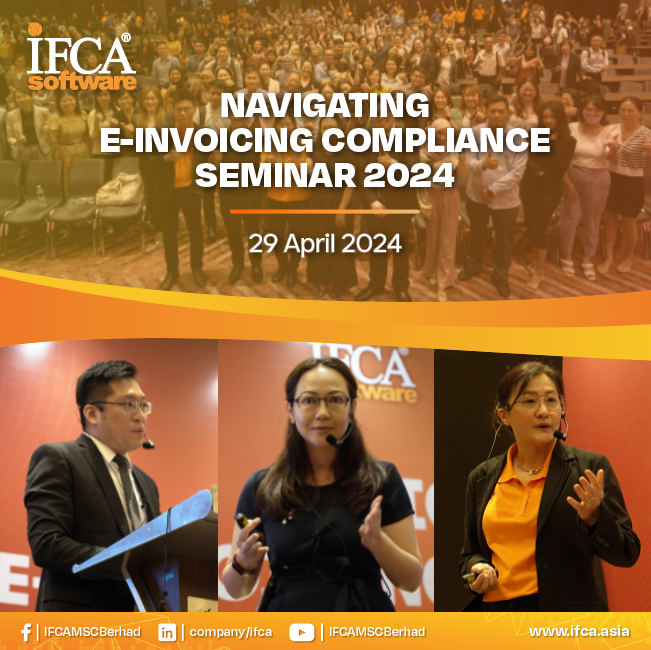 IFCA®
software
NAVIGATING
E-INVOICING COMPLIANCE
SEMINAR 2024
29 April 2024
IFCA
software
IFCAMSCBerhad
company/ifca
IFCAMSCBerhad
www.ifca.asia